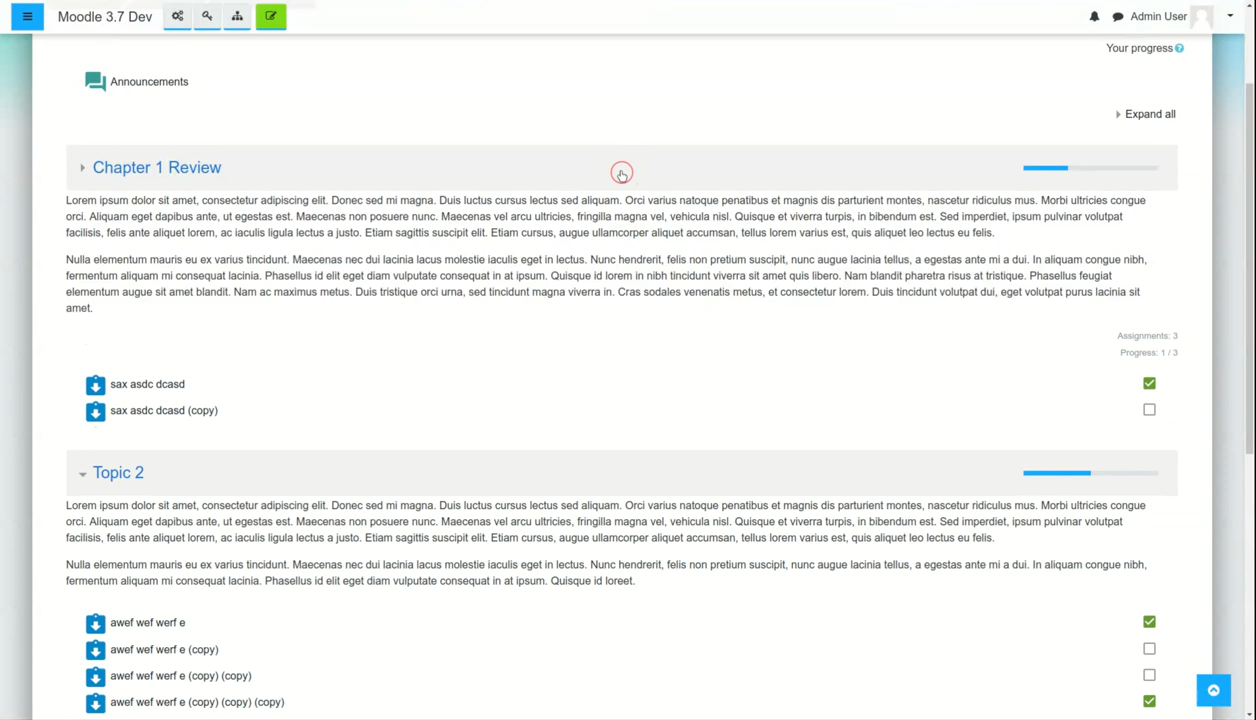 Moodle 3.7 Dev
Admin User
Your progress
Announcements
Expand all
Chapter 1 Review
Lorem ipsum dolor sit amet, consectetur adipiscing elit. Donec sed mi magna. Duis luctus cursus lectus sed aliquam. Orci varius natoque penatibus et magnis dis parturient montes, nascetur ridiculus mus. Morbi ultricies congue
orci. Aliquam eget dapibus ante, ut egestas est. Maecenas non posuere nunc. Maecenas vel arcu ultricies, fringilla magna vel, vehicula nisl. Quisque et viverra turpis, in bibendum est. Sed imperdiet, ipsum pulvinar volutpat
facilisis, felis ante aliquet lorem, ac iaculis ligula lectus a justo. Etiam sagittis suscipit elit. Etiam cursus, augue ullamcorper aliquet accumsan, tellus lorem varius est, quis aliquet leo lectus eu felis.
Nulla elementum mauris eu ex varius tincidunt. Maecenas nec dui lacinia lacus molestie iaculis eget in lectus. Nunc hendrerit, felis non pretium suscipit, nunc augue lacinia tellus, a egestas ante mi a dui. In aliquam congue nibh,
fermentum aliquam mi consequat lacinia. Phasellus id elit eget diam vulputate consequat in at ipsum. Quisque id lorem in nibh tincidunt viverra sit amet quis libero. Nam blandit pharetra risus at tristique. Phasellus feugiat
elementum augue sit amet blandit. Nam ac maximus metus. Duis tristique orci urna, sed tincidunt magna viverra in. Cras sodales venenatis metus, et consectetur lorem. Duis tincidunt volutpat dui, eget volutpat purus lacinia sit
amet.
Assignments: 3
Progress: 1 / 3
sax asdc dcasd
sax asdc dcasd (copy)
Topic 2
Lorem ipsum dolor sit amet, consectetur adipiscing elit. Donec sed mi magna. Duis luctus cursus lectus sed aliquam. Orci varius natoque penatibus et magnis dis parturient montes, nascetur ridiculus mus. Morbi ultricies congue
orci. Aliquam eget dapibus ante, ut egestas est. Maecenas non posuere nunc. Maecenas vel arcu ultricies, fringilla magna vel, vehicula nisl. Quisque et viverra turpis, in bibendum est. Sed imperdiet, ipsum pulvinar volutpat
facilisis, felis ante aliquet lorem, ac iaculis ligula lectus a justo. Etiam sagittis suscipit elit. Etiam cursus, augue ullamcorper aliquet accumsan, tellus lorem varius est, quis aliquet leo lectus eu felis.
Nulla elementum mauris eu ex varius tincidunt. Maecenas nec dui lacinia lacus molestie iaculis eget in lectus. Nunc hendrerit, felis non pretium suscipit, nunc augue lacinia tellus, a egestas ante mi a dui. In aliquam congue nibh,
fermentum aliquam mi consequat lacinia. Phasellus id elit eget diam vulputate consequat in at ipsum. Quisque id loreet.
awef wef werf e
awef wef werf e (copy)
awef wef werf e (copy) (copy)
awef wef werf e (copy) (copy) (copy)